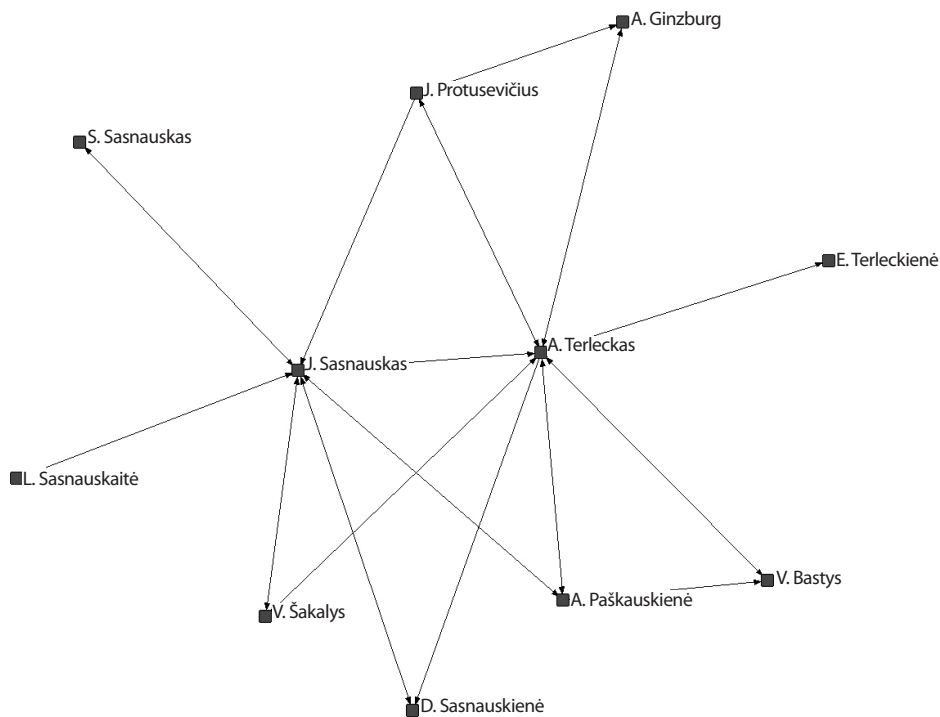 A. Ginzburg
J. Protusevičius
S. Sasnauskas
E. Terleckienė
A. Terleckas
J. Sasnauskas
L. Sasnauskaitė
V. Bastys
A. Paškauskienė
V. Šakalys
D. Sasnauskienė